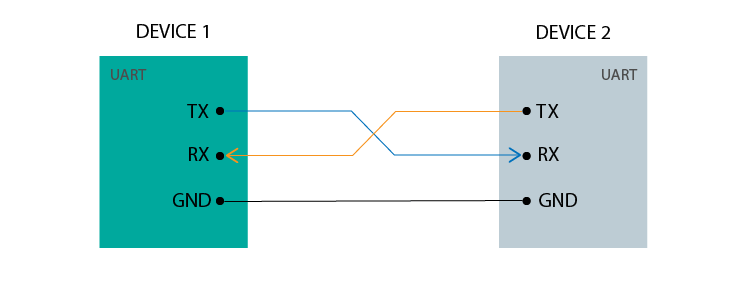 DEVICE 1
DEVICE 2
UART
UART
TX
TX
RX
RX
GND
GND